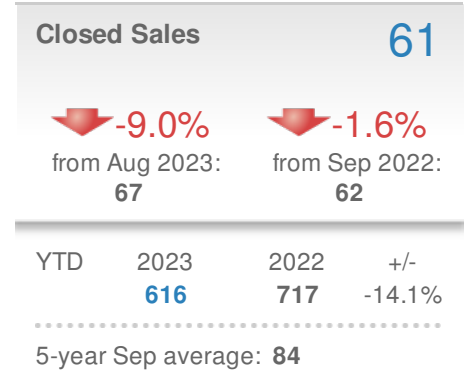 Closed Sales 61
-9.0% -1.6%
from Aug 2023: from Sep 2022:
67 62
YTD 2023 2022 +/-
616 717 -14.1%
5-year Sep average: 84